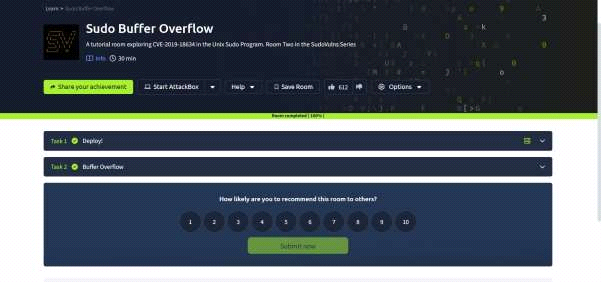 Learn > Sudo Buffer Overflow
Sudo Buffer Overflow
A tutorial room exploring CVE-2019-18634 in the Unix Sudo Program. Room Two in the SudoVulns Series
Info 30 min
Share your achievement Start AttackBox Help Save Room 612 Options
Room completed ( 100% )
Task 1 Deploy!
Task 2 Buffer Overflow
How likely are you to recommend this room to others?
1 2 3 4 5 6 7 8 9 10
Submit now